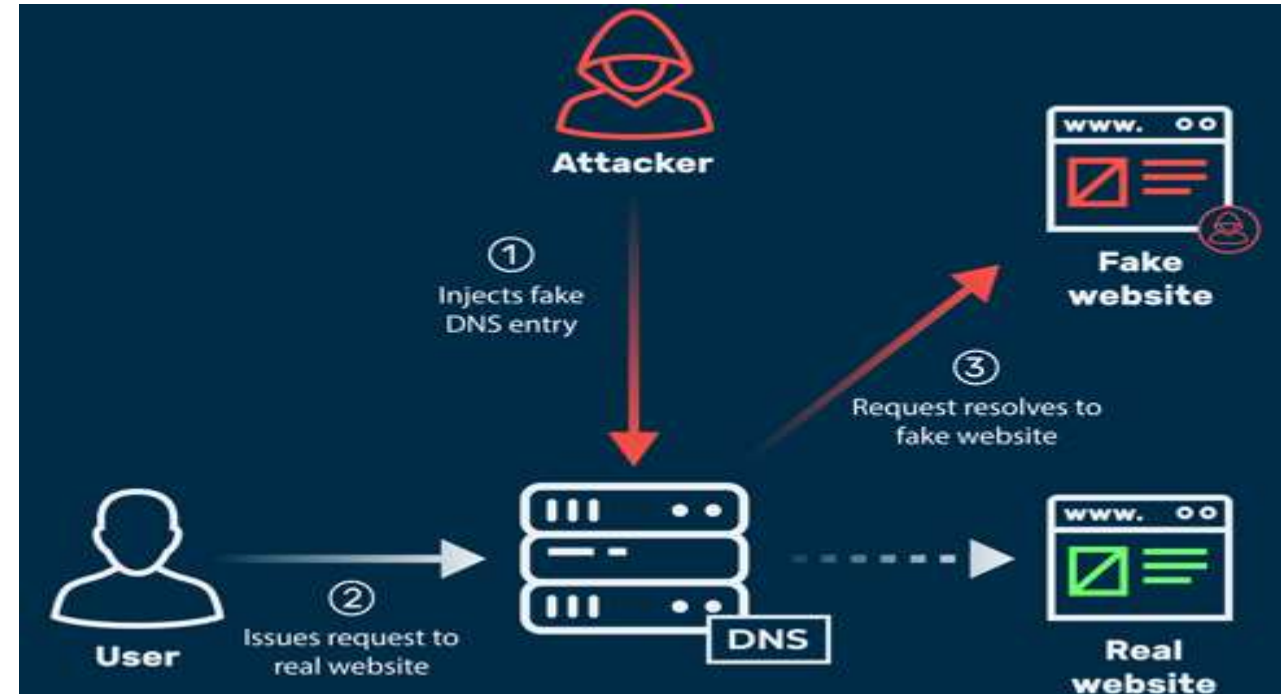 Attacker
①
Injects fake
DNS entry
www.
Fake
website
③
Request resolves to
fake website
User
②
Issues request to
real website
DNS
www.
Real
website